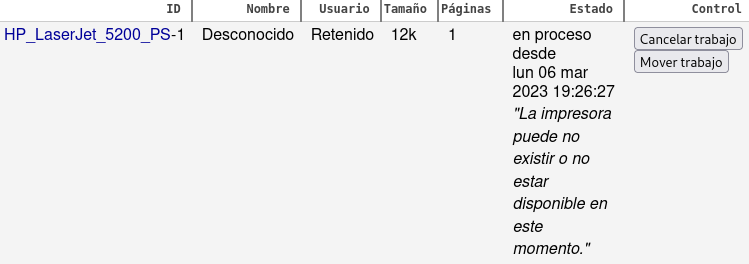 ID Nombre Usuario Tamaño Páginas Estado Control
HP_LaserJet_5200_PS-1 Desconocido Retenido 12k 1 en proceso Cancelar trabajo
desde Mover trabajo
lun 06 mar
2023 19:26:27
"La impresora
puede no
existir o no
estar
disponible en
este
momento."